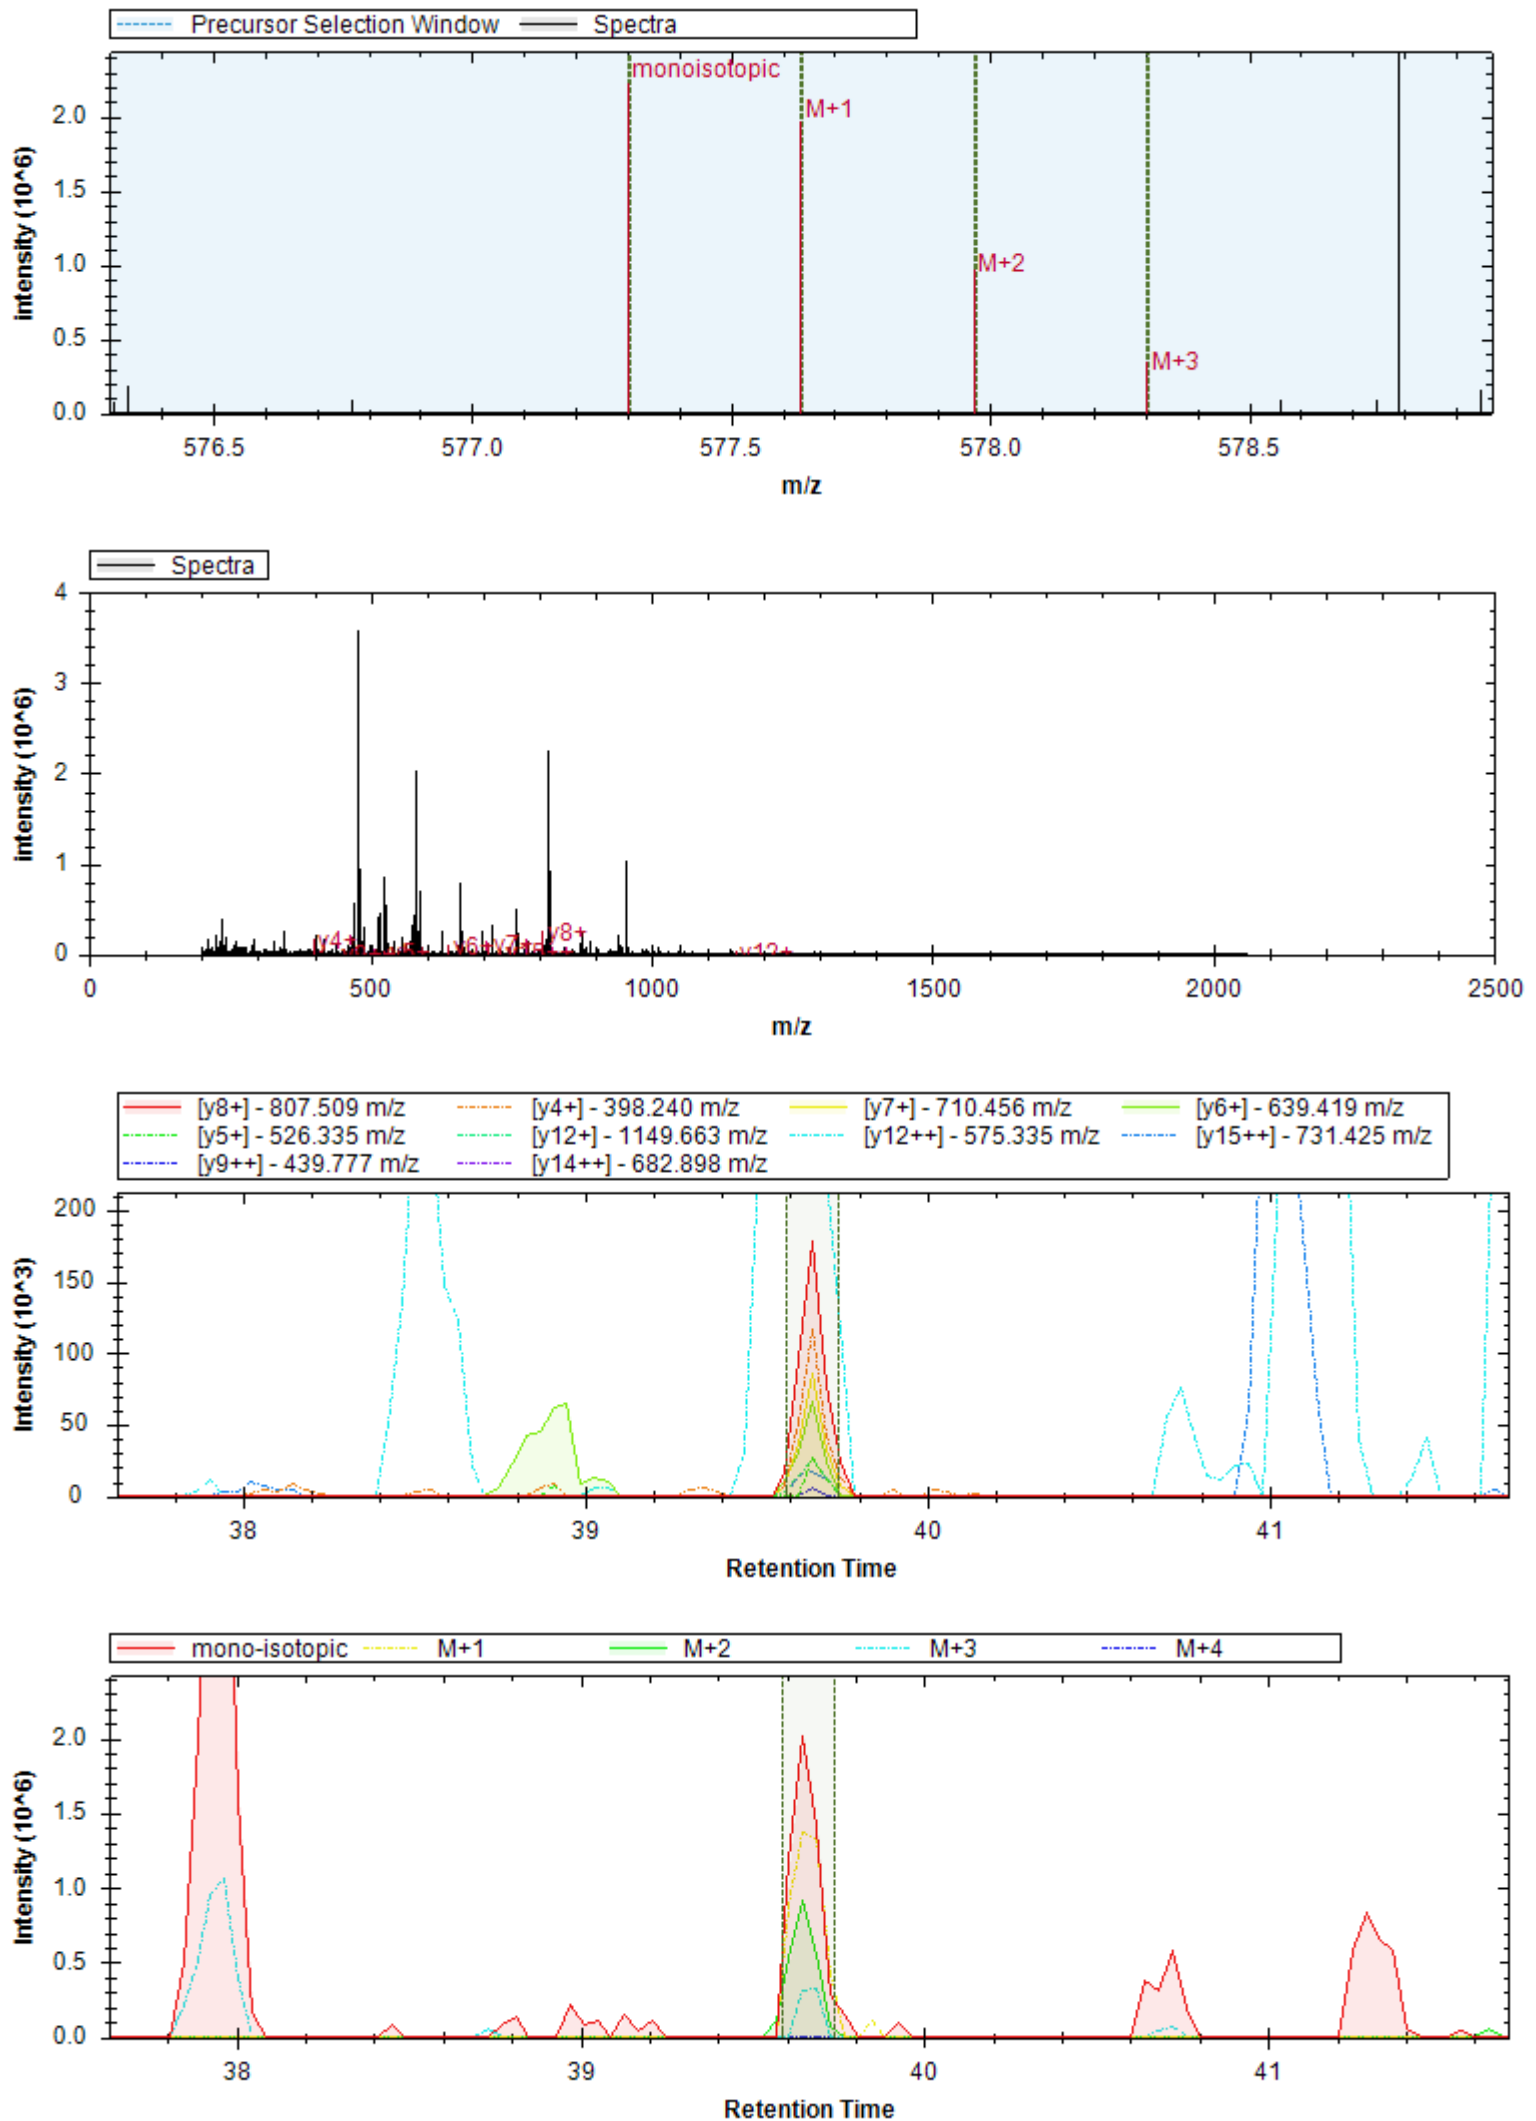 Precursor Selection Window Spectra
monoisotopic
M+1
M+2
M+3
intensity (10^6)
2.0
1.5
1.0
0.5
0.0
576.5 577.0 577.5 578.0 578.5
m/z
Spectra
intensity (10^6)
4
3
2
1
0
y4+ y6+ y7+ y8+ y12+
0 500 1000 1500 2000 2500
m/z
[y8+] - 807.509 m/z [y4+] - 398.240 m/z [y7+] - 710.456 m/z [y6+] - 639.419 m/z
[y5+] - 526.335 m/z [y12+] - 1149.663 m/z [y12++] - 575.335 m/z [y15++] - 731.425 m/z
[y9++] - 439.777 m/z [y14++] - 682.898 m/z
Intensity (10^3)
200
150
100
50
0
38 39 40 41
Retention Time
mono-isotopic M+1 M+2 M+3 M+4
Intensity (10^6)
2.0
1.5
1.0
0.5
0.0
38 39 40 41
Retention Time